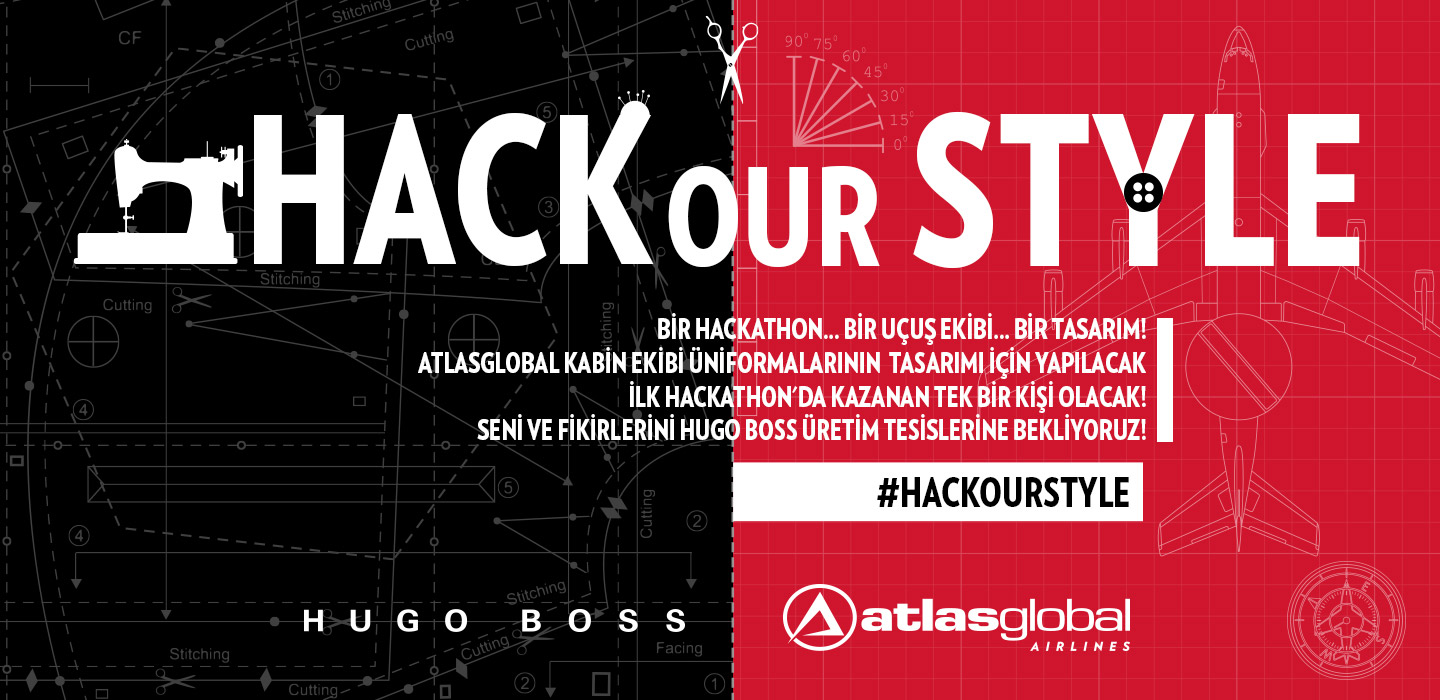 CF
Stitching
Cutting
1
5
90° 75°
60°
45°
30°
15°
0°
HACK OUR STYLE
3
Stitching
Cutting
Stitching
BİR HACKATHON... BİR UÇUŞ EKİBİ... BİR TASARIM!
ATLASGLOBAL KABİN EKİBİ ÜNİFORMALARININ TASARIMI İÇİN YAPILACAK
İLK HACKATHON'DA KAZANAN TEK BİR KİŞİ OLACAK!
SENİ VE FİKİRLERİNİ HUGO BOSS ÜRETİM TESİSLERİNE BEKLİYORUZ!
4
5
#HACKOURSTYLE
Cutting
2
4
Stitching
HUGO BOSS
atlasglobal
AIRLINES
Stitching
Cutting
Facing
Cutting
2
1
A
E
S
W